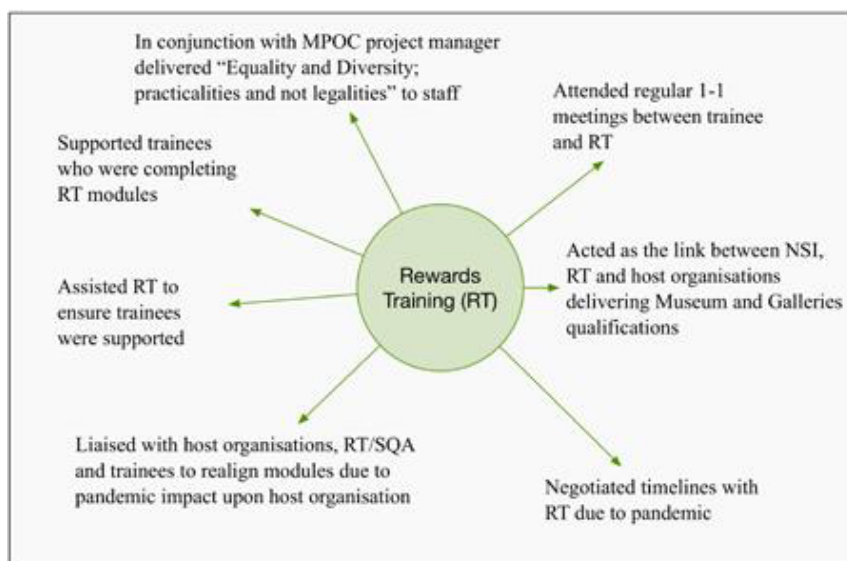 In conjunction with MPOC project manager
delivered “Equality and Diversity;
practicalities and not legalities” to staff
Attended regular 1-1
meetings between trainee
and RT
Supported trainees
who were completing
RT modules
Rewards
Training (RT)
Acted as the link between NSI,
RT and host organisations
delivering Museum and Galleries
qualifications
Assisted RT to
ensure trainees
were supported
Liaised with host organisations, RT/SQA
and trainees to realign modules due to
pandemic impact upon host organisation
Negotiated timelines with
RT due to pandemic